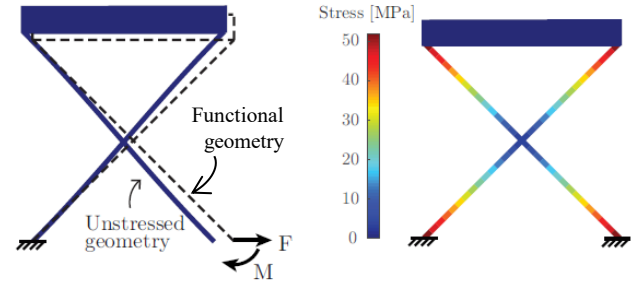 Functional
geometry
Unstressed
geometry
F
M
Stress [MPa]
50
40
30
20
10
0